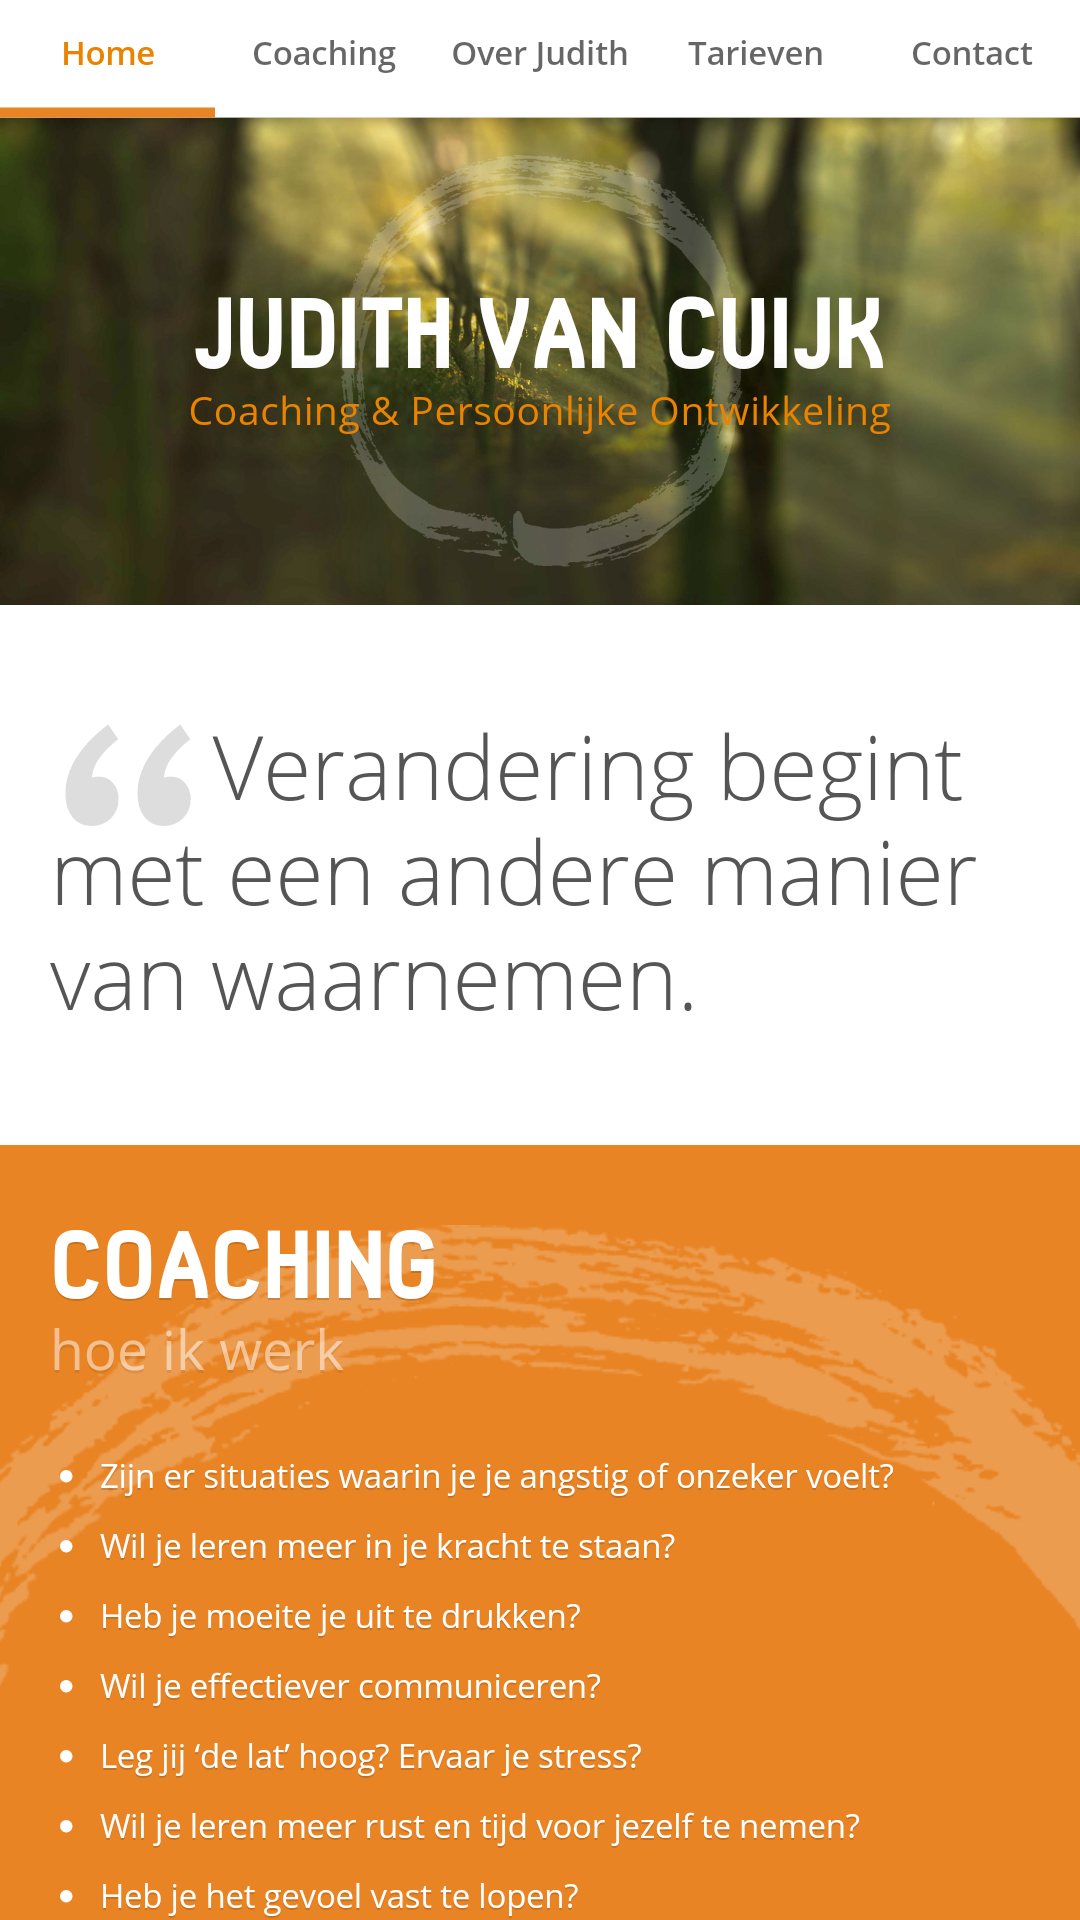 Home Coaching Over Judith Tarieven Contact
JUDITH VAN CUIJK
Coaching & Persoonlijke Ontwikkeling
“Verandering begint
met een andere manier
van waarnemen.
COACHING
hoe ik werk
• Zijn er situaties waarin je je angstig of onzeker voelt?
• Wil je leren meer in je kracht te staan?
• Heb je moeite je uit te drukken?
• Wil je effectiever communiceren?
• Leg jij ‘de lat’ hoog? Ervaar je stress?
• Wil je leren meer rust en tijd voor jezelf te nemen?
• Heb je het gevoel vast te lopen?